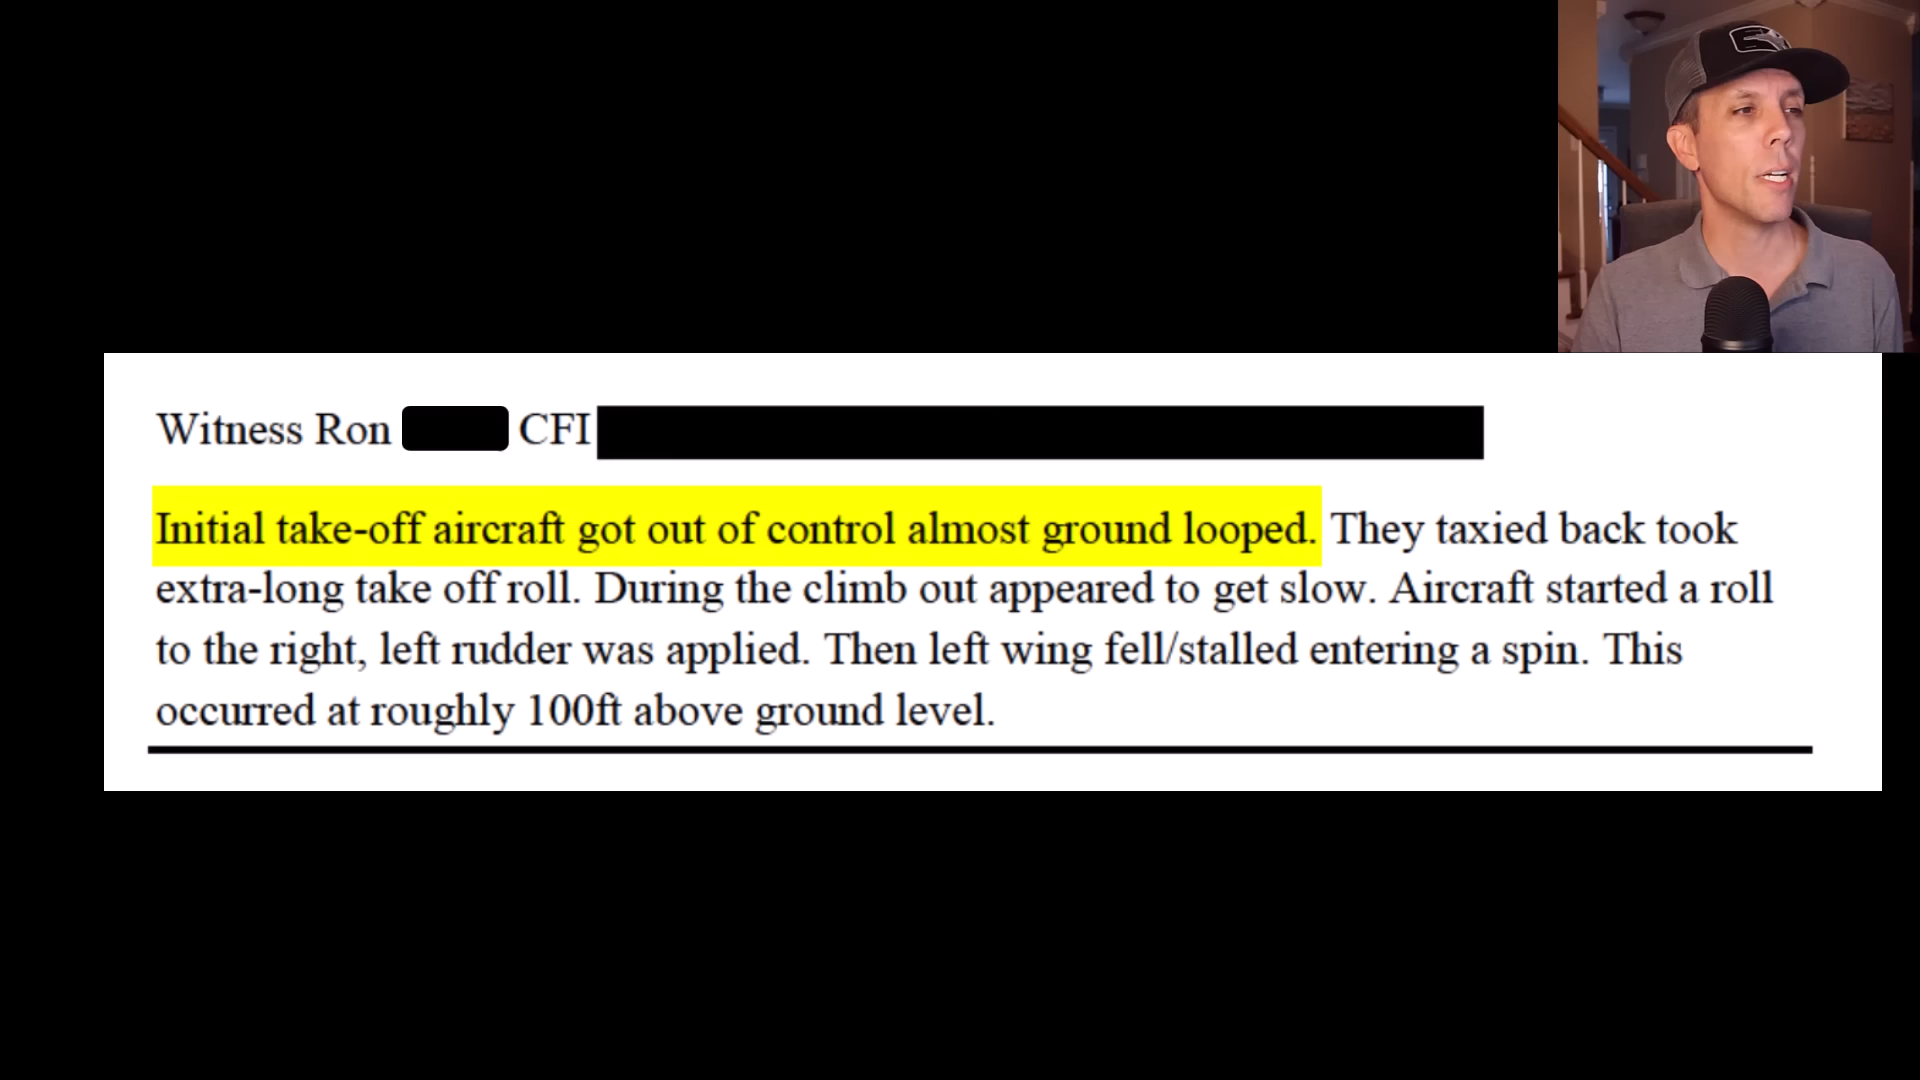 Witness Ron CFI
Initial take-off aircraft got out of control almost ground looped. They taxied back took
extra-long take off roll. During the climb out appeared to get slow. Aircraft started a roll
to the right, left rudder was applied. Then left wing fell/stalled entering a spin. This
occurred at roughly 100ft above ground level.